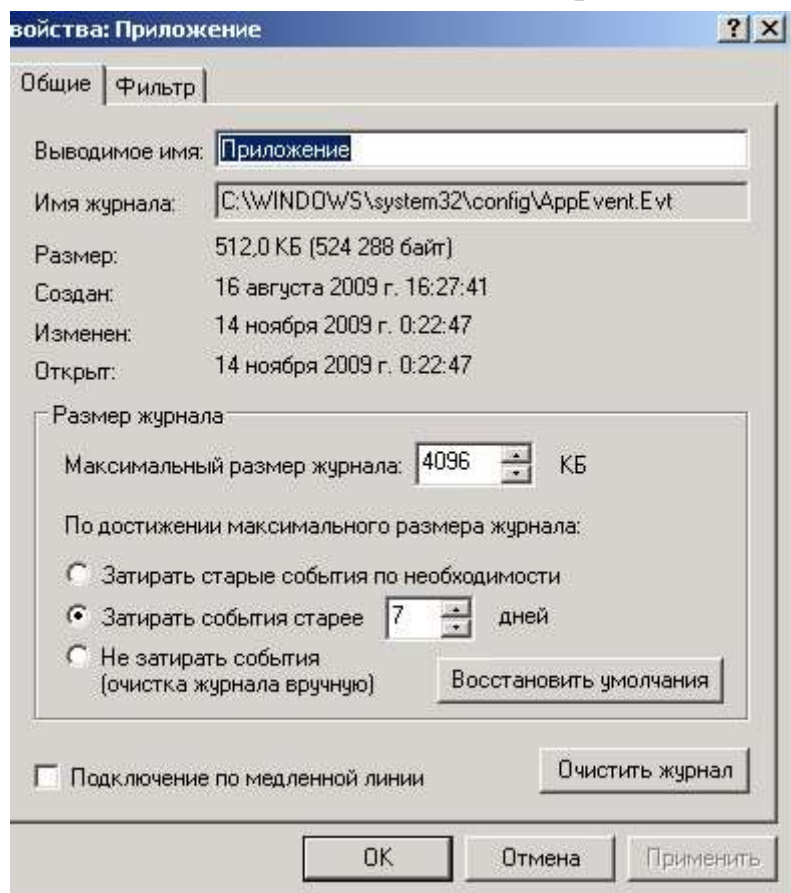 войства: Приложение
Общие
Фильтр
Выводимое имя: Приложение
Имя журнала: C:\WINDOWS\system32\config\AppEvent.Evt
Размер: 512,0 КБ (524 288 байт)
Создан: 16 августа 2009 г. 16:27:41
Изменен: 14 ноября 2009 г. 0:22:47
Открыт: 14 ноября 2009 г. 0:22:47
Размер журнала
Максимальный размер журнала: 4096 КБ
По достижении максимального размера журнала:
Затирать старые события по необходимости
Затирать события старее 7 дней
Не затирать события
(очистка журнала вручную)
Восстановить умолчания
Подключение по медленной линии
Очистить журнал
OK
Отмена
Применить